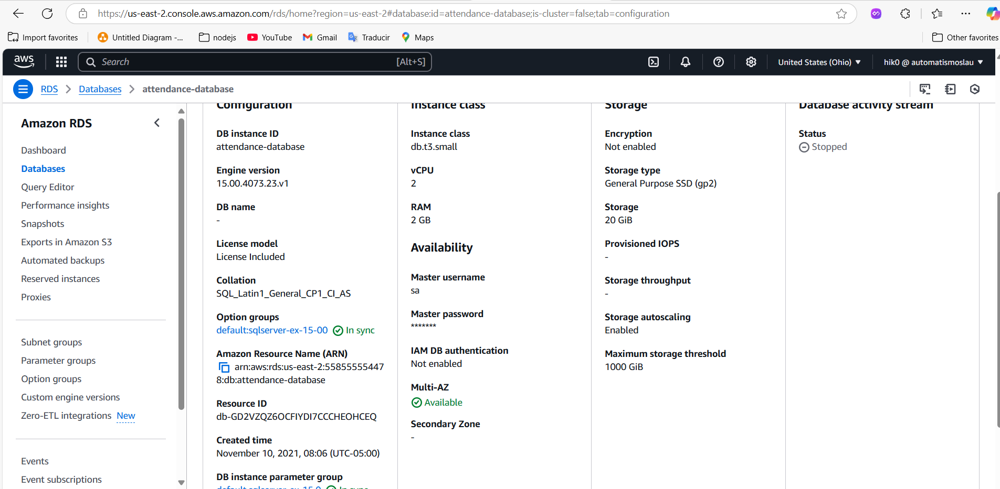 https://us-east-2.console.aws.amazon.com/rds/home?region=us-east-2#database:id=attendance-database;is-cluster=false;tab=configuration
Import favorites
Untitled Diagram -...
nodejs
YouTube
Gmail
Traducir
Maps
Other favorites
aws
Search
[Alt+S]
United States (Ohio)
hik0 @ automatismoslau
RDS
Databases
attendance-database
Amazon RDS
Dashboard
Databases
Query Editor
Performance insights
Snapshots
Exports in Amazon S3
Automated backups
Reserved instances
Proxies
Subnet groups
Parameter groups
Option groups
Custom engine versions
Zero-ETL integrations New
Events
Event subscriptions
Configuration
DB instance ID
attendance-database
Engine version
15.00.4073.23.v1
DB name
-
License model
License Included
Collation
SQL_Latin1_General_CP1_CI_AS
Option groups
default:sqlserver-ex-15-00 In sync
Amazon Resource Name (ARN)
arn:aws:rds:us-east-2:55855555447
8:db:attendance-database
Resource ID
db-GD2VZQZ6OCFIYDI7CCCHEOHCEQ
Created time
November 10, 2021, 08:06 (UTC-05:00)
DB instance parameter group
default.sqlserver-ex-15.0 In sync
Instance class
Instance class
db.t3.small
vCPU
2
RAM
2 GB
Availability
Master username
sa
Master password
*******
IAM DB authentication
Not enabled
Multi-AZ
Available
Secondary Zone
-
Storage
Encryption
Not enabled
Storage type
General Purpose SSD (gp2)
Storage
20 GiB
Provisioned IOPS
-
Storage throughput
-
Storage autoscaling
Enabled
Maximum storage threshold
1000 GiB
Database activity stream
Status
Stopped